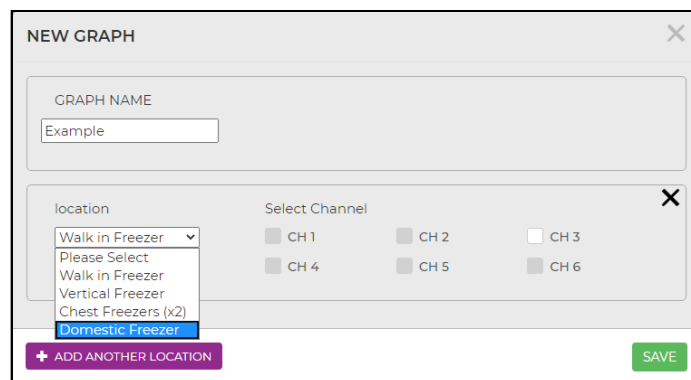 NEW GRAPH
GRAPH NAME
Example
location
Select Channel
Walk in Freezer
CH 1
CH 2
CH 3
Please Select
Walk in Freezer
Vertical Freezer
Chest Freezers (x2)
Domestic Freezer
CH 4
CH 5
CH 6
+ ADD ANOTHER LOCATION
SAVE